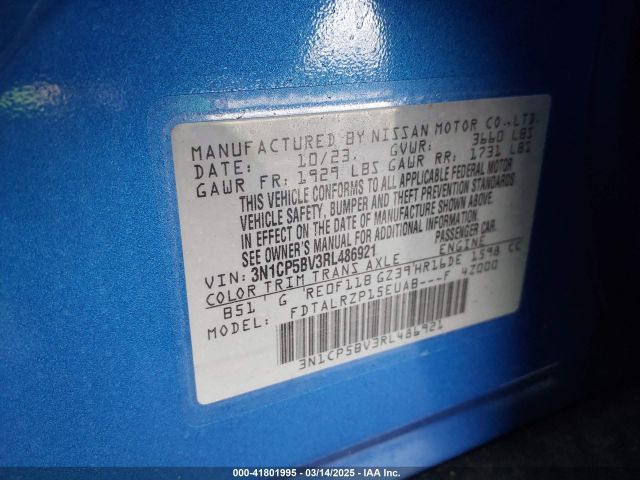 MANUFACTURED BY NISSAN MOTOR CO.,LTD.
DATE: 10/23. GVWR: 3660 LBS
GAWR FR: 1929 LBS GAWR RR: 1731 LBS
THIS VEHICLE CONFORMS TO ALL APPLICABLE FEDERAL MOTOR
VEHICLE SAFETY, BUMPER AND THEFT PREVENTION STANDARDS
IN EFFECT ON THE DATE OF MANUFACTURE SHOWN ABOVE.
SEE OWNER'S MANUAL FOR ADDITIONAL INFORMATION
VIN: 3N1CP5BV3RL486921 PASSENGER CAR.
COLOR TRIM TRANS AXLE ENGINE
B51 G RE0F11B GZ39 HR16DE 1598 CC
MODEL: FDTALRZP15EUAB---F 4Z000
3N1CP5BV3RL486921
000-41801995 - 03/14/2025 - IAA Inc.